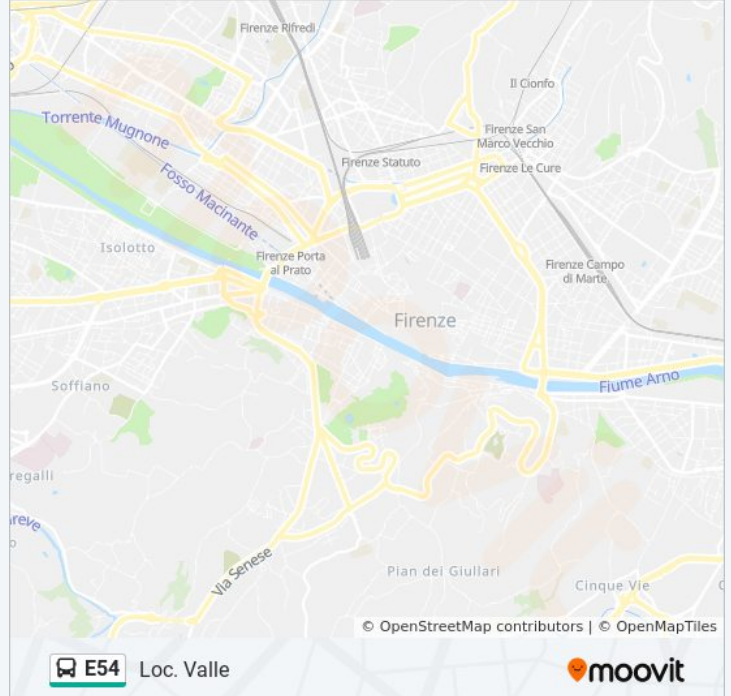 Firenze Rifredi
Il Cionfo
Torrente Mugnone
Firenze San
Marco Vecchio
Firenze Statuto
Firenze Le Cure
Fosso Macinante
Isolotto
Firenze Porta
al Prato
Firenze Campo
di Marte
Firenze
Fiume Arno
Soffiano
regalli
reve
Via Senese
Pian dei Giullari
Cinque Vie
© OpenStreetMap contributors | © OpenMapTiles
E54 Loc. Valle
moovit